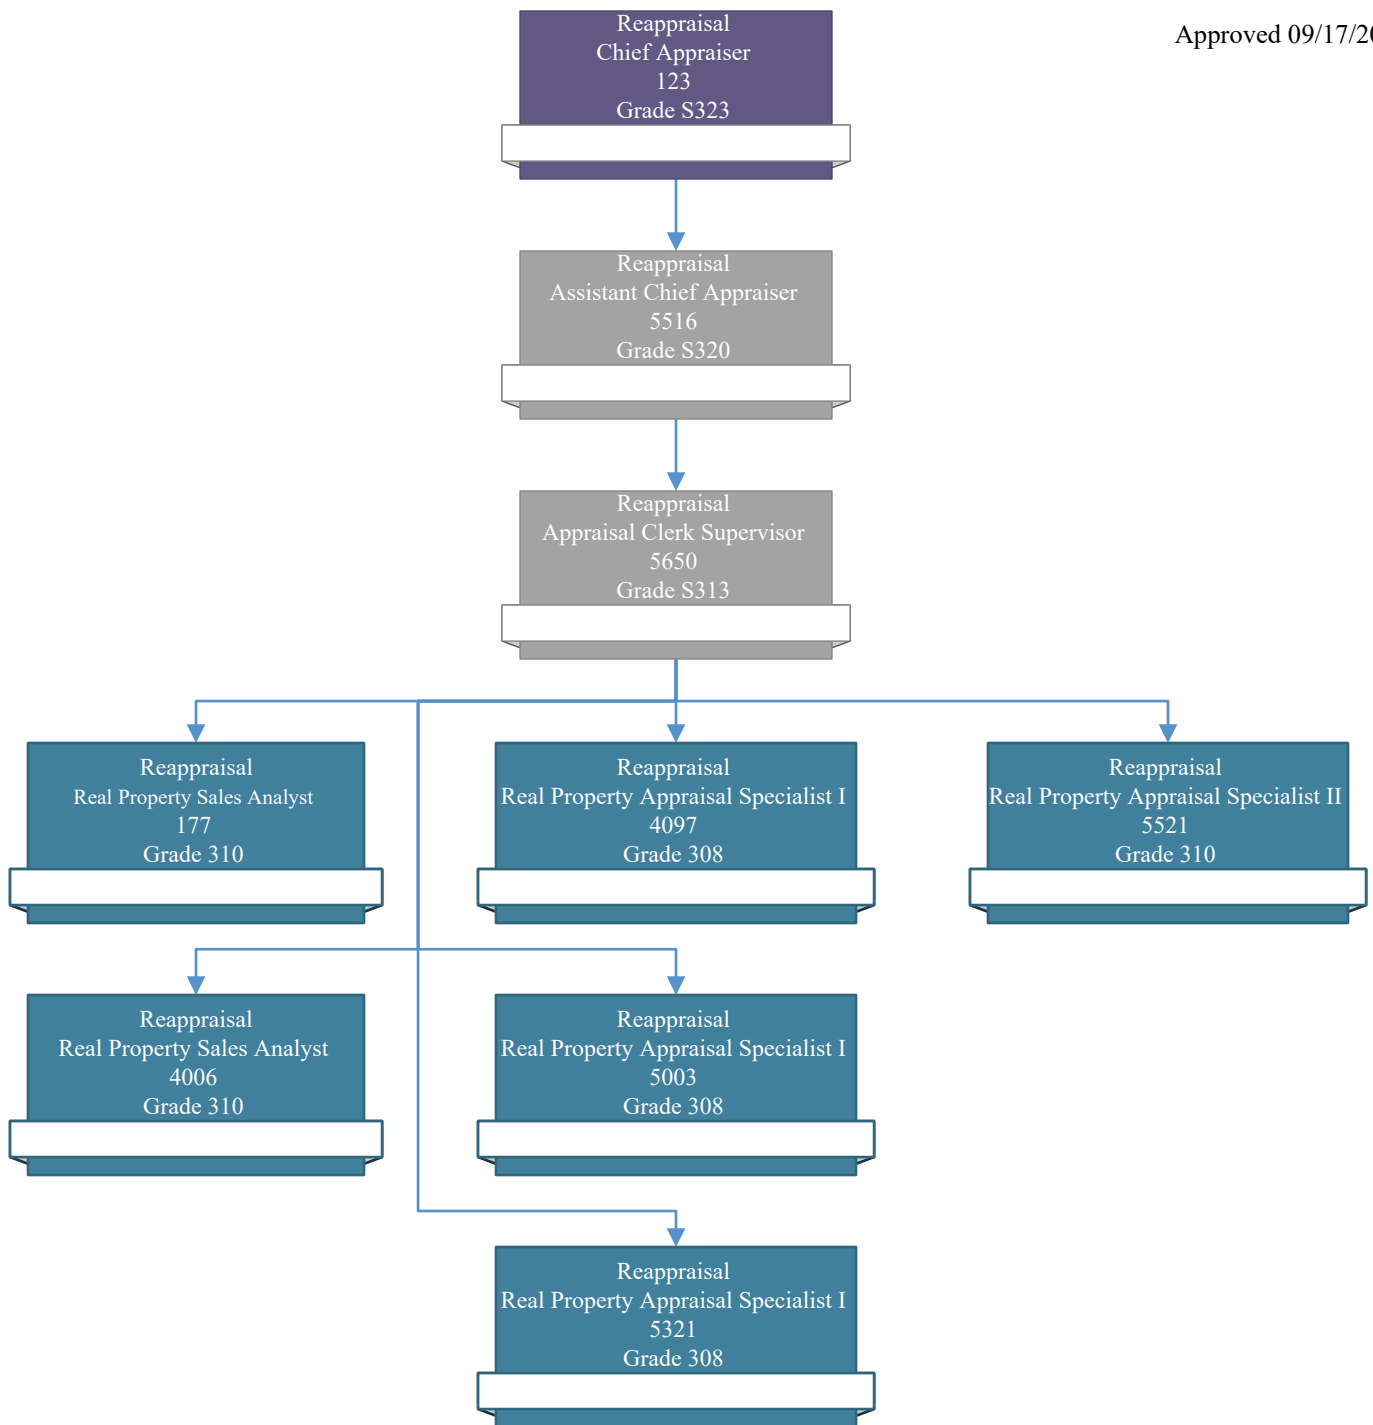 Reappraisal
Chief Appraiser
123
Grade S323
Approved 09/17/20
Reappraisal
Assistant Chief Appraiser
5516
Grade S320
Reappraisal
Appraisal Clerk Supervisor
5650
Grade S313
Reappraisal
Real Property Sales Analyst
177
Grade 310
Reappraisal
Real Property Appraisal Specialist I
4097
Grade 308
Reappraisal
Real Property Appraisal Specialist II
5521
Grade 310
Reappraisal
Real Property Sales Analyst
4006
Grade 310
Reappraisal
Real Property Appraisal Specialist I
5003
Grade 308
Reappraisal
Real Property Appraisal Specialist I
5321
Grade 308